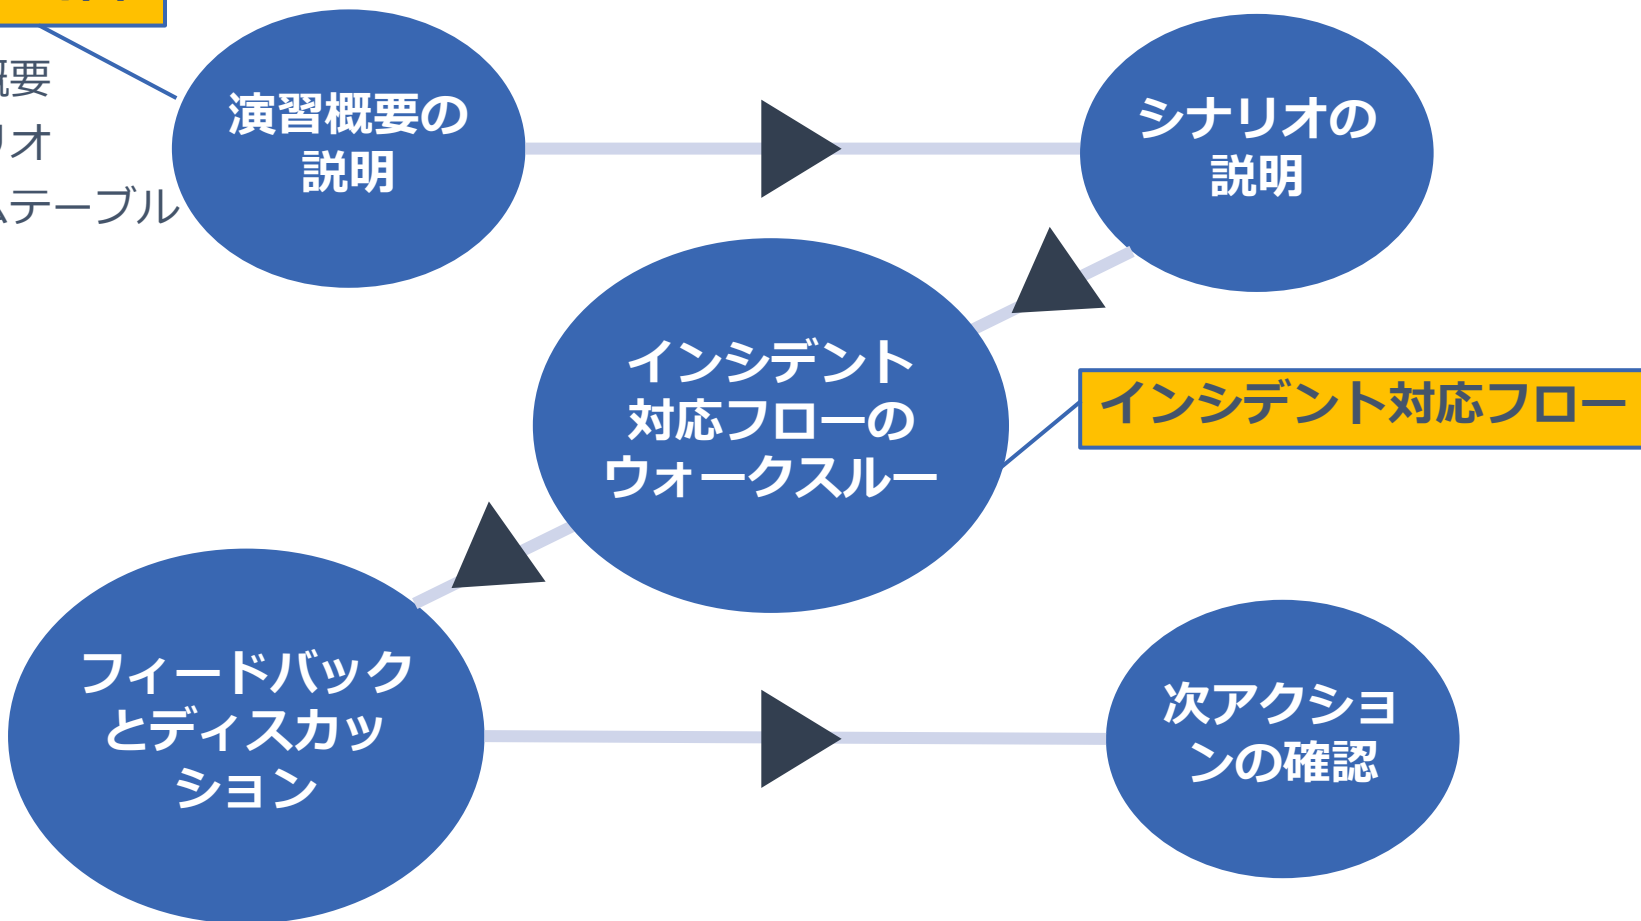 概要
リオ
ムテーブル
演習概要の
説明
シナリオの
説明
インシデント
対応フローの
ウォークスルー
インシデント対応フロー
フィードバック
とディスカッ
ション
次アクショ
ンの確認